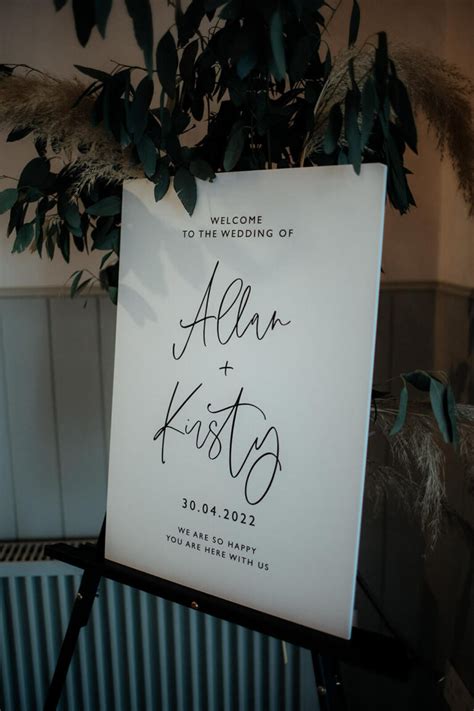 WELCOME
TO THE WEDDING OF
Allan
+
Kirsty
30.04.2022
WE ARE SO HAPPY
YOU ARE HERE WITH US